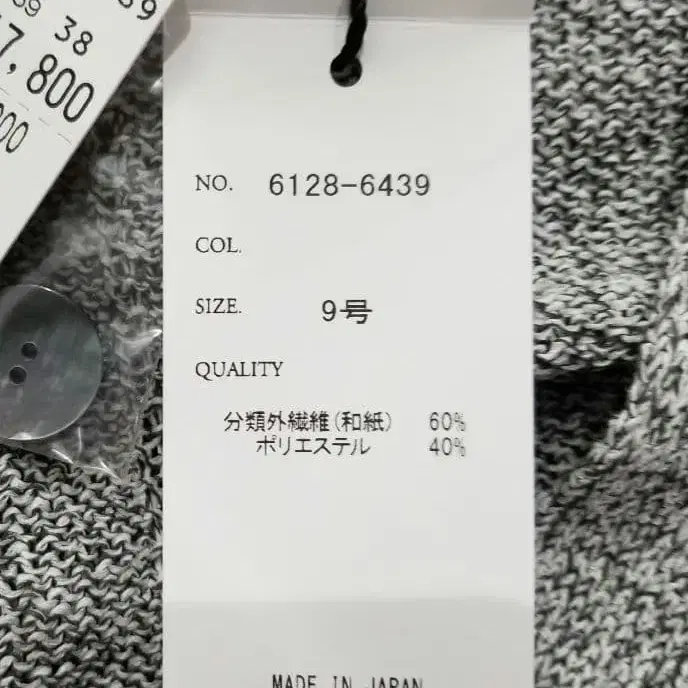 38
7,800
NO. 6128-6439
COL.
SIZE. 9号
QUALITY
分類外繊維(和紙) 60%
ポリエステル 40%
MADE IN JAPAN